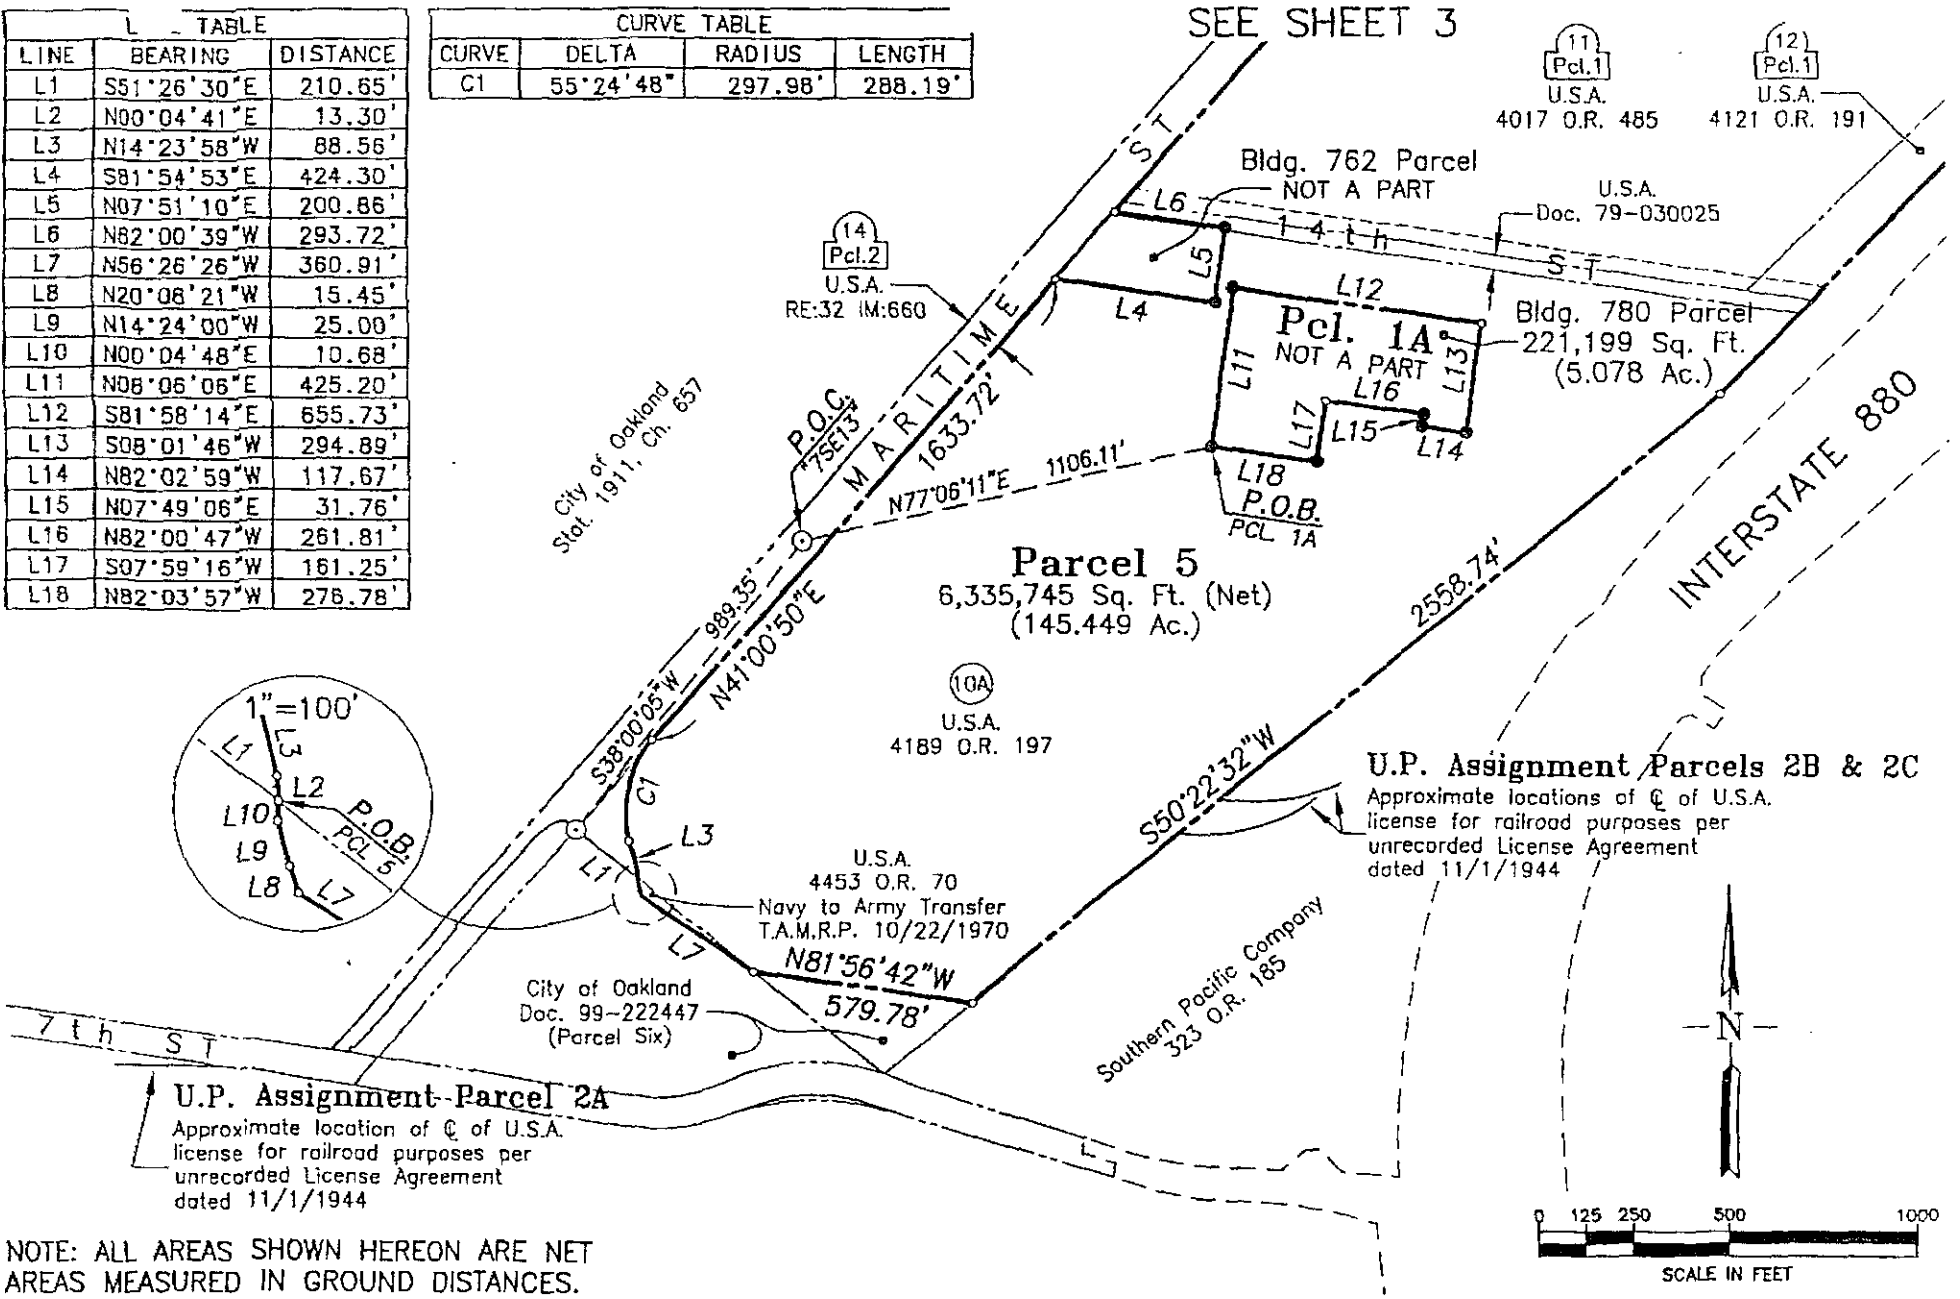 L _ TABLE
LINE BEARING DISTANCE
L1 S51°26'30"E 210.65'
L2 N00°04'41"E 13.30'
L3 N14°23'58"W 88.56'
L4 S81°54'53"E 424.30'
L5 N07°51'10"E 200.86'
L6 N82°00'39"W 293.72'
L7 N56°26'26"W 360.91'
L8 N20°08'21"W 15.45'
L9 N14°24'00"W 25.00'
L10 N00°04'48"E 10.68'
L11 N08°06'06"E 425.20'
L12 S81°58'14"E 655.73'
L13 S08°01'46"W 294.89'
L14 N82°02'59"W 117.67'
L15 N07°49'06"E 31.76'
L16 N82°00'47"W 261.81'
L17 S07°59'16"W 161.25'
L18 N82°03'57"W 276.78'
CURVE TABLE
CURVE DELTA RADIUS LENGTH
C1 55°24'48" 297.98' 288.19'
SEE SHEET 3
11
Pcl.1
U.S.A.
4017 O.R. 485
12
Pcl.1
U.S.A.
4121 O.R. 191
Bldg. 762 Parcel
NOT A PART
U.S.A.
Doc. 79-030025
14
Pcl.2
U.S.A.
RE:32 IM:660
MARITIME ST
14th ST
L6
L5
L4
L12
Pcl. 1A
NOT A PART
L11
L13
L16
L17
L15
L14
L18
Bldg. 780 Parcel
221,199 Sq. Ft.
(5.078 Ac.)
City of Oakland
Stat. 1911, Ch. 657
P.O.C.
"7SE13"
1633.72'
N77°06'11"E 1106.11'
P.O.B.
PCL. 1A
INTERSTATE 880
Parcel 5
6,335,745 Sq. Ft. (Net)
(145.449 Ac.)
2558.74'
989.35'
S38°00'05"W
N41°00'50"E
10A
U.S.A.
4189 O.R. 197
S50°22'32"W
1"=100'
L1
L3
L2
L10
L9
L8
L7
P.O.B.
PCL 5
C1
L3
L1
L7
U.S.A.
4453 O.R. 70
Navy to Army Transfer
T.A.M.R.P. 10/22/1970
U.P. Assignment Parcels 2B & 2C
Approximate locations of ℄ of U.S.A.
license for railroad purposes per
unrecorded License Agreement
dated 11/1/1944
N81°56'42"W
579.78'
City of Oakland
Doc. 99-222447
(Parcel Six)
Southern Pacific Company
323 O.R. 185
N
7th ST
U.P. Assignment Parcel 2A
Approximate location of ℄ of U.S.A.
license for railroad purposes per
unrecorded License Agreement
dated 11/1/1944
NOTE: ALL AREAS SHOWN HEREON ARE NET
AREAS MEASURED IN GROUND DISTANCES.
0 125 250 500 1000
SCALE IN FEET